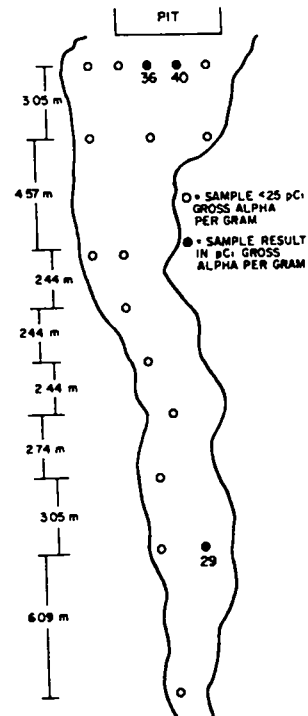 PIT
36 40
3.05 m
4.57 m
○ = SAMPLE <25 pCi
GROSS ALPHA
PER GRAM
● = SAMPLE RESULT
IN pCi GROSS
ALPHA PER GRAM
2.44 m
2.44 m
2.44 m
2.74 m
3.05 m
29
6.09 m